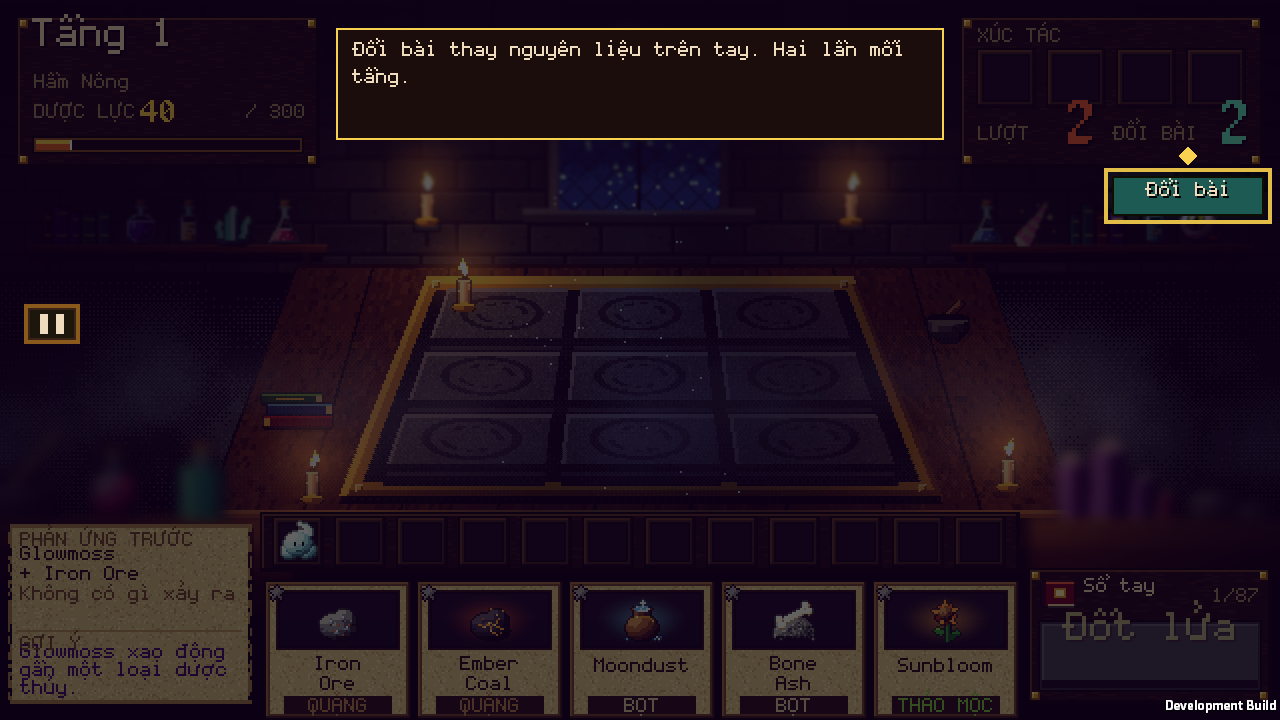 Tầng 1
Hầm Nông
DƯỢC LỰC 40 / 300
Đổi bài thay nguyên liệu trên tay. Hai lần mỗi
tầng.
XÚC TÁC
LƯỢT 2 ĐỔI BÀI 2
Đổi bài
PHẢN ỨNG TRƯỚC
Glowmoss
+ Iron Ore
Không có gì xảy ra
GỢI Ý
Glowmoss xao động
gần một loại dược
thủy.
Iron
Ore
QUẶNG
Ember
Coal
QUẶNG
Moondust
BỘT
Bone
Ash
BỘT
Sunbloom
THẢO MỘC
Sổ tay
1/87
Đốt lửa
Development Build